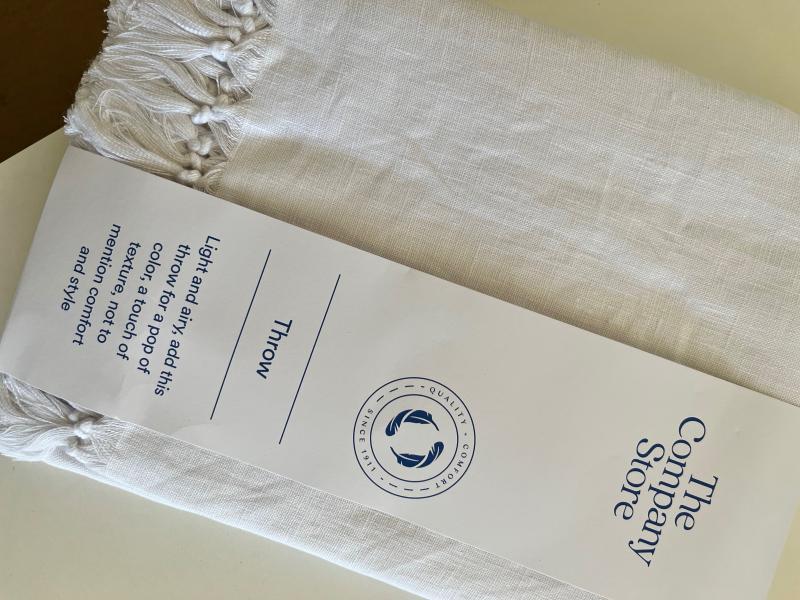 The
Company
Store
QUALITY • COMFORT
SINCE 1911
Throw
Light and airy, add this
throw for a pop of
color, a touch of
texture, not to
mention comfort
and style